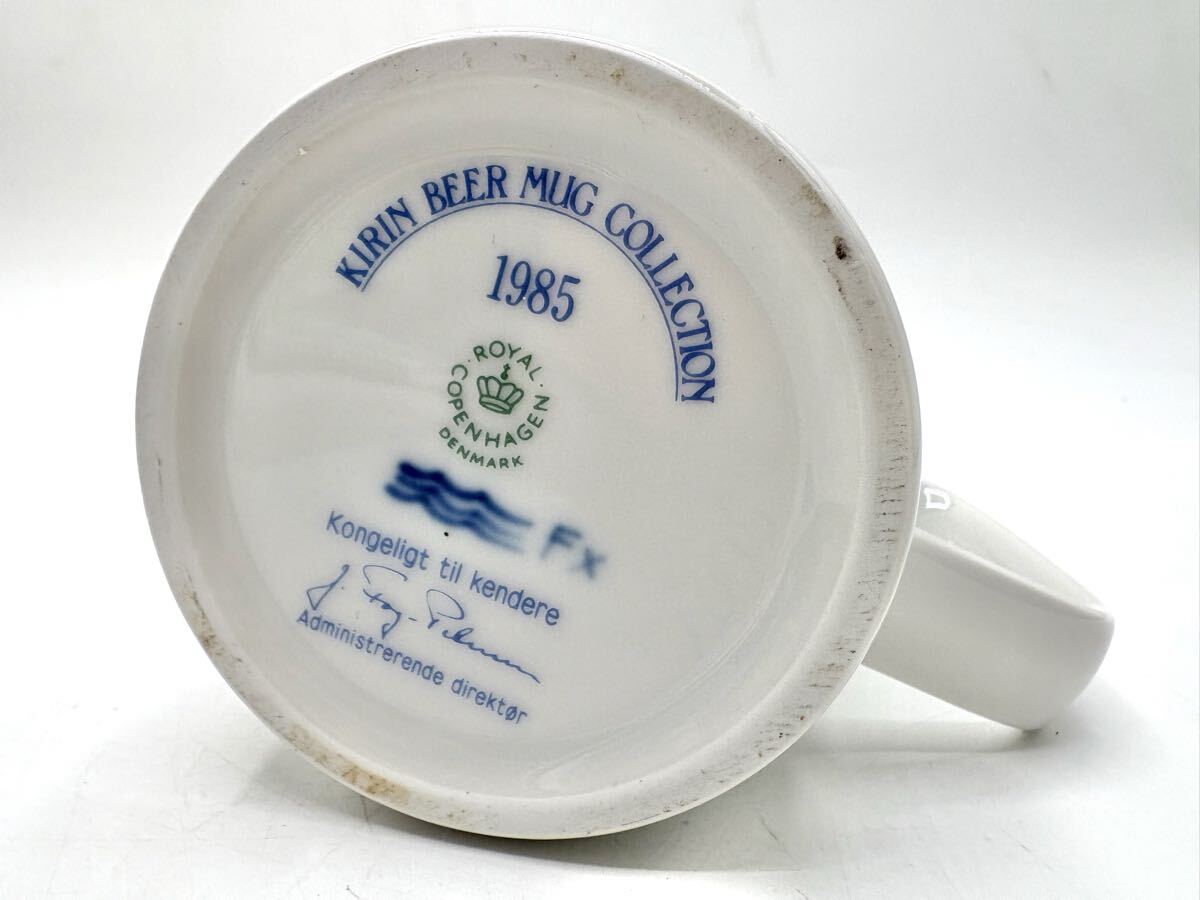 KIRIN BEER MUG COLLECTION
1985
· ROYAL ·
COPENHAGEN
DENMARK
Fx
Kongeligt til kendere
Administrerende direktør